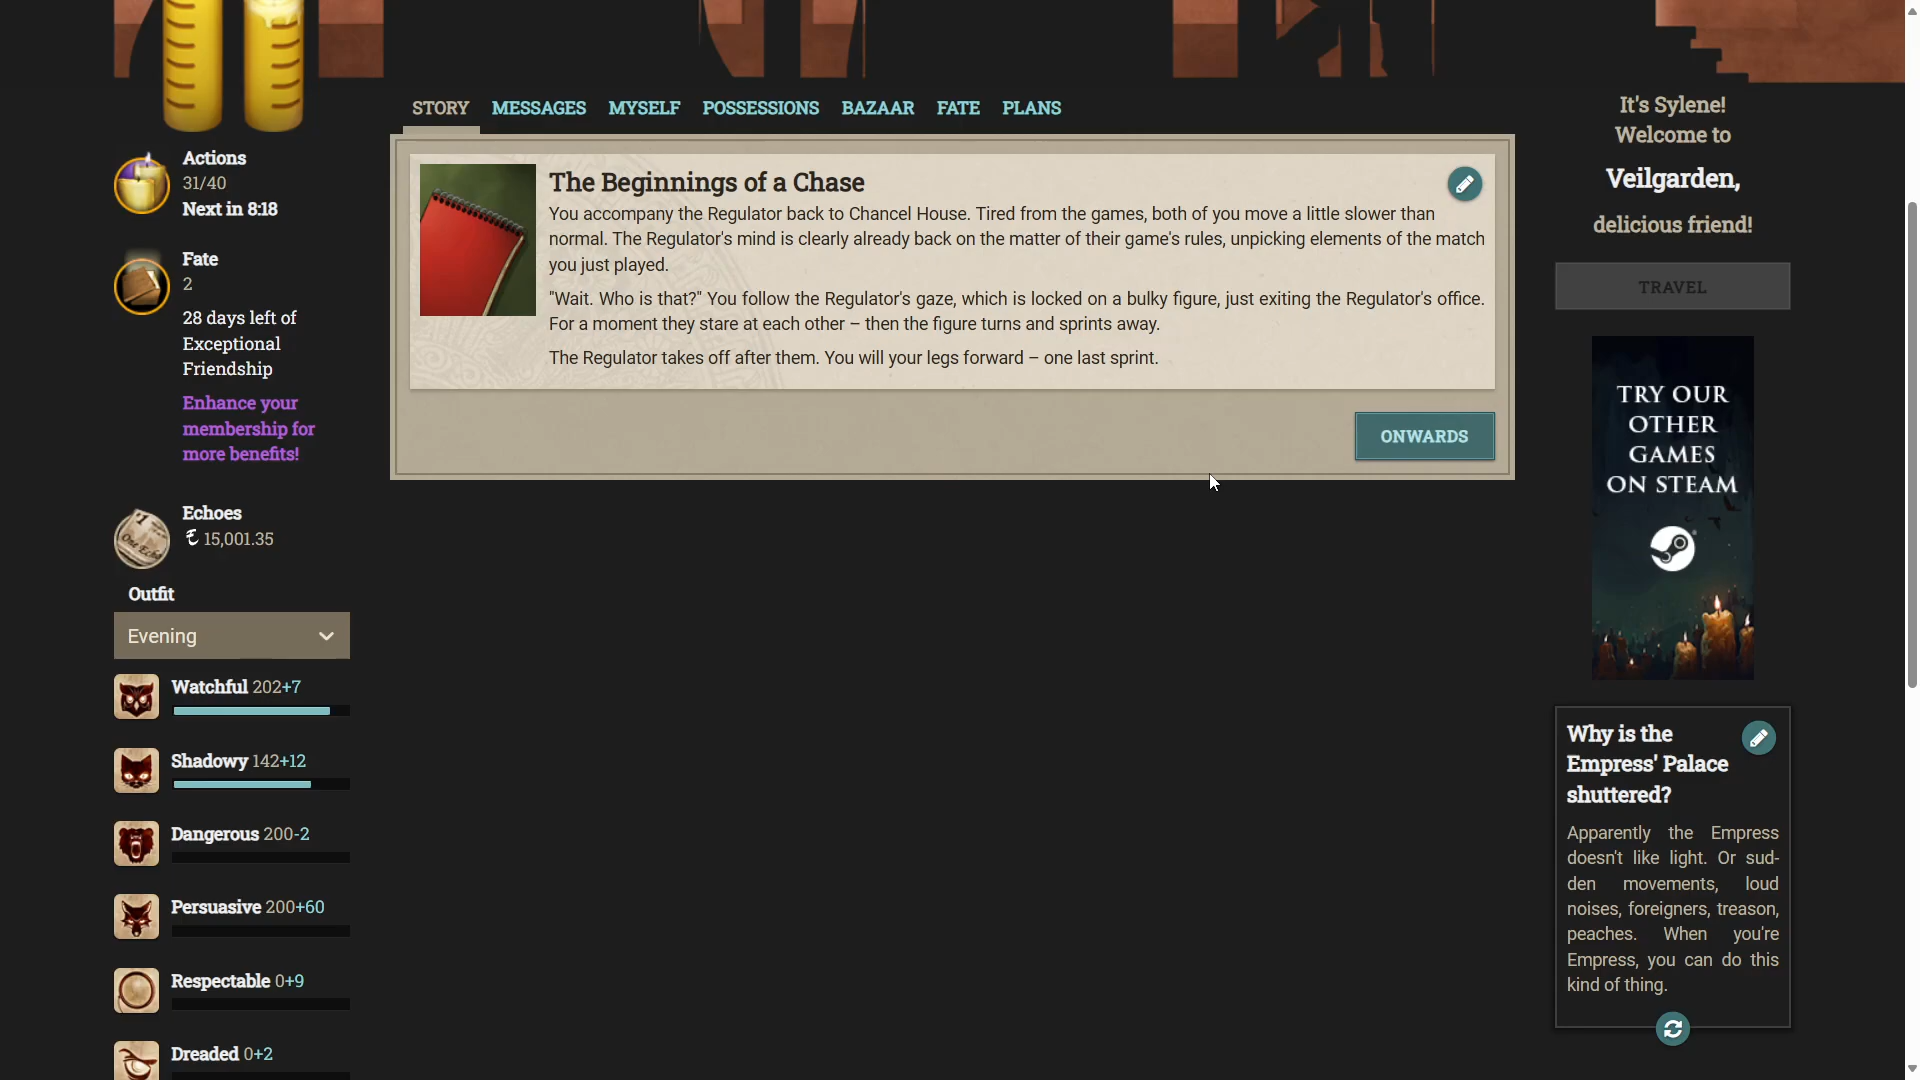 Actions
31/40
Next in 8:18
Fate
2
28 days left of
Exceptional
Friendship
Enhance your
membership for
more benefits!
Echoes
15,001.35
Outfit
Evening
Watchful 202+7
Shadowy 142+12
Dangerous 200-2
Persuasive 200+60
Respectable 0+9
Dreaded 0+2
STORY MESSAGES MYSELF POSSESSIONS BAZAAR FATE PLANS
The Beginnings of a Chase
You accompany the Regulator back to Chancel House. Tired from the games, both of you move a little slower than
normal. The Regulator's mind is clearly already back on the matter of their game's rules, unpicking elements of the match
you just played.
"Wait. Who is that?" You follow the Regulator's gaze, which is locked on a bulky figure, just exiting the Regulator's office.
For a moment they stare at each other – then the figure turns and sprints away.
The Regulator takes off after them. You will your legs forward – one last sprint.
ONWARDS
It's Sylene!
Welcome to
Veilgarden,
delicious friend!
TRAVEL
TRY OUR
OTHER
GAMES
ON STEAM
Why is the
Empress' Palace
shuttered?
Apparently the Empress
doesn't like light. Or sud-
den movements, loud
noises, foreigners, treason,
peaches. When you're
Empress, you can do this
kind of thing.